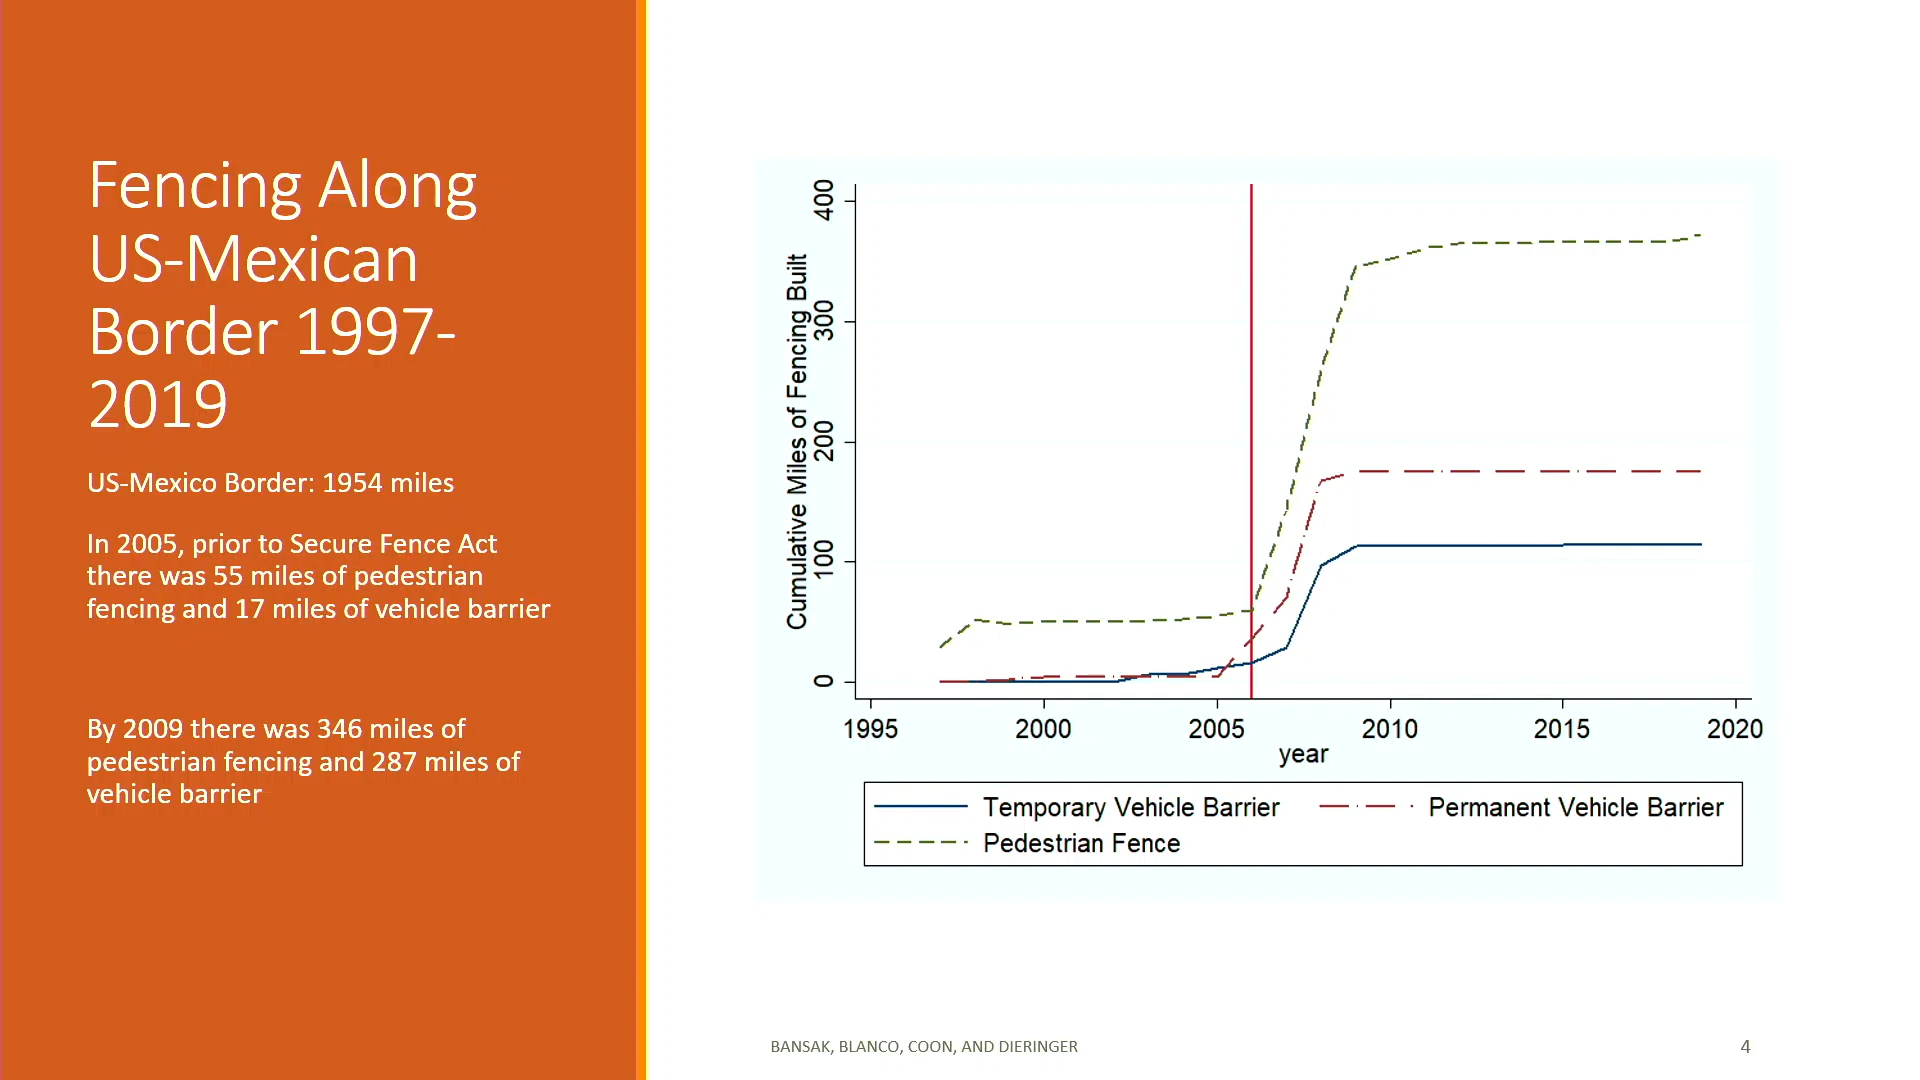 Fencing Along
US-Mexican
Border 1997-
2019
US-Mexico Border: 1954 miles
In 2005, prior to Secure Fence Act
there was 55 miles of pedestrian
fencing and 17 miles of vehicle barrier
By 2009 there was 346 miles of
pedestrian fencing and 287 miles of
vehicle barrier
Cumulative Miles of Fencing Built
400
300
200
100
0
1995 2000 2005 2010 2015 2020
year
Temporary Vehicle Barrier Permanent Vehicle Barrier
Pedestrian Fence
BANSAK, BLANCO, COON, AND DIERINGER 4